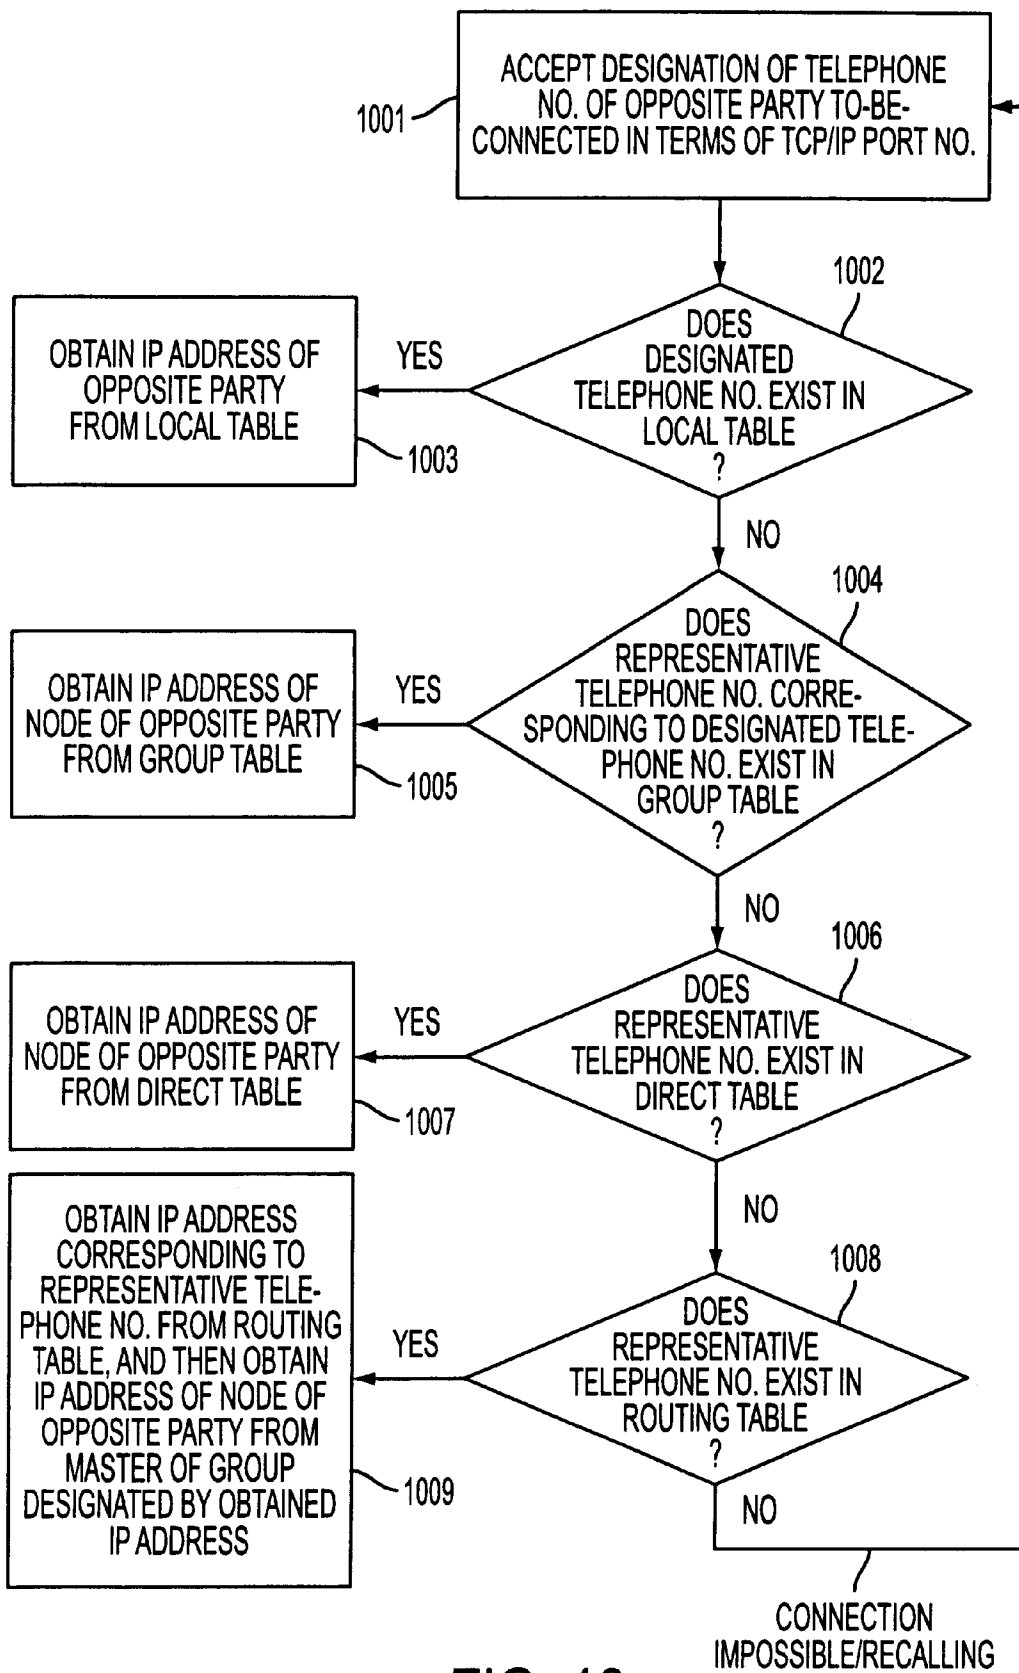 ACCEPT DESIGNATION OF TELEPHONE
NO. OF OPPOSITE PARTY TO-BE-
CONNECTED IN TERMS OF TCP/IP PORT NO.
1001
1002
DOES
DESIGNATED
TELEPHONE NO. EXIST IN
LOCAL TABLE
?
YES
OBTAIN IP ADDRESS OF
OPPOSITE PARTY
FROM LOCAL TABLE
1003
NO
1004
DOES
REPRESENTATIVE
TELEPHONE NO. CORRE-
SPONDING TO DESIGNATED TELE-
PHONE NO. EXIST IN
GROUP TABLE
?
YES
OBTAIN IP ADDRESS OF
NODE OF OPPOSITE PARTY
FROM GROUP TABLE
1005
NO
1006
DOES
REPRESENTATIVE
TELEPHONE NO. EXIST IN
DIRECT TABLE
?
YES
OBTAIN IP ADDRESS OF
NODE OF OPPOSITE PARTY
FROM DIRECT TABLE
1007
NO
1008
DOES
REPRESENTATIVE
TELEPHONE NO. EXIST IN
ROUTING TABLE
?
YES
OBTAIN IP ADDRESS
CORRESPONDING TO
REPRESENTATIVE TELE-
PHONE NO. FROM ROUTING
TABLE, AND THEN OBTAIN
IP ADDRESS OF NODE OF
OPPOSITE PARTY FROM
MASTER OF GROUP
DESIGNATED BY OBTAINED
IP ADDRESS
1009
NO
CONNECTION
IMPOSSIBLE/RECALLING